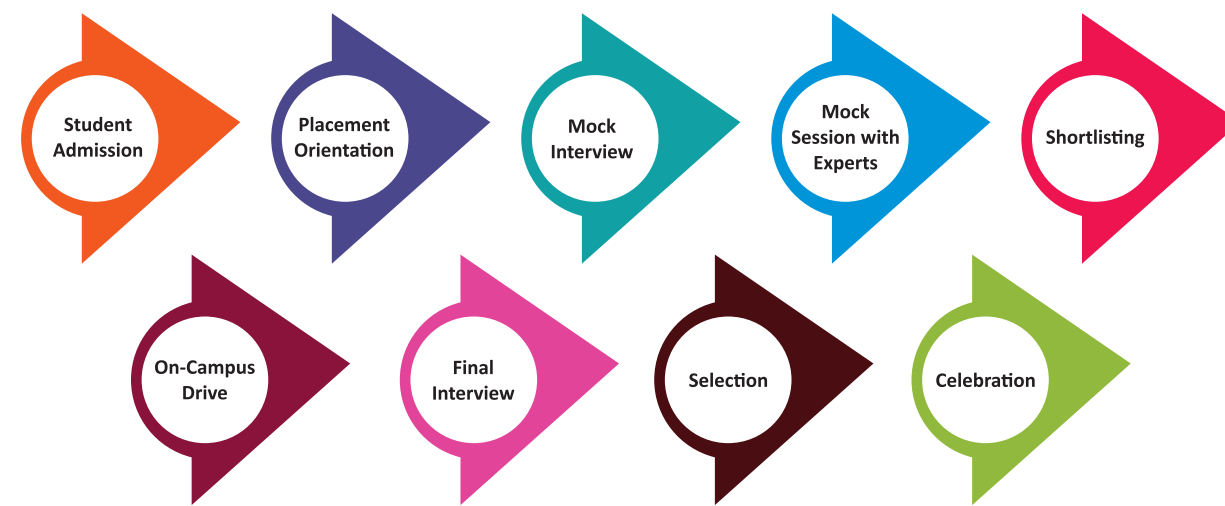 Student
Admission
Placement
Orientation
Mock
Interview
Mock
Session with
Experts
Shortlisting
On-Campus
Drive
Final
Interview
Selection
Celebration